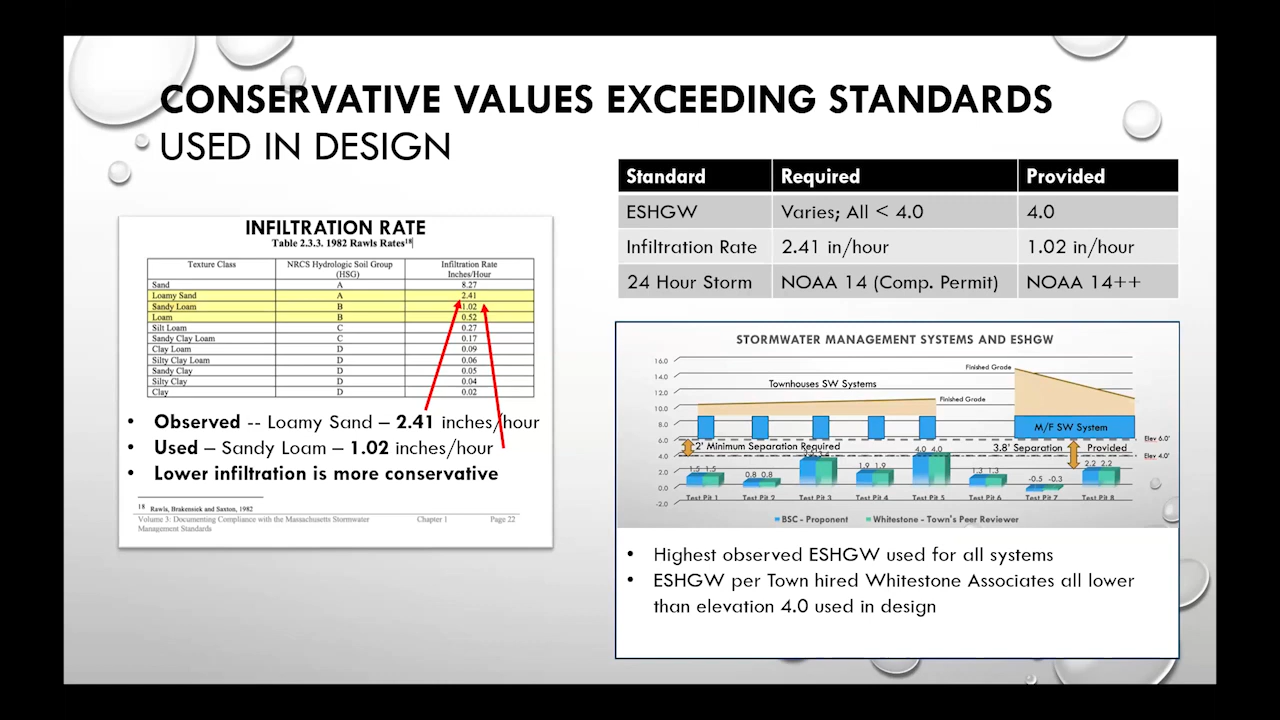 CONSERVATIVE VALUES EXCEEDING STANDARDS
USED IN DESIGN
INFILTRATION RATE
Table 2.3.3. 1982 Rawls Rates18
Texture Class NRCS Hydrologic Soil Group (HSG) Infiltration Rate Inches/Hour
Sand A 8.27
Loamy Sand A 2.41
Sandy Loam B 1.02
Loam B 0.52
Silt Loam C 0.27
Sandy Clay Loam C 0.17
Clay Loam D 0.09
Silty Clay Loam D 0.06
Sandy Clay D 0.05
Silty Clay D 0.04
Clay D 0.02
• Observed -- Loamy Sand – 2.41 inches/hour
• Used – Sandy Loam – 1.02 inches/hour
• Lower infiltration is more conservative
18 Rawls, Brakensiek and Saxton, 1982
Volume 3: Documenting Compliance with the Massachusetts Stormwater Chapter 1 Page 22
Management Standards
Standard Required Provided
ESHGW Varies; All < 4.0 4.0
Infiltration Rate 2.41 in/hour 1.02 in/hour
24 Hour Storm NOAA 14 (Comp. Permit) NOAA 14++
STORMWATER MANAGEMENT SYSTEMS AND ESHGW
16.0
14.0
12.0
10.0
8.0
6.0
4.0
2.0
0.0
-2.0
Finished Grade
Townhouses SW Systems
Finished Grade
M/F SW System
Elev 6.0'
2' Minimum Separation Required
3.8' Separation Provided
Elev 4.0'
1.5 1.5 0.8 0.8 1.9 1.9 4.0 4.0 1.3 1.3 -0.5 -0.3 2.2 2.2
Test Pit 1 Test Pit 2 Test Pit 3 Test Pit 4 Test Pit 5 Test Pit 6 Test Pit 7 Test Pit 8
BSC - Proponent Whitestone - Town's Peer Reviewer
• Highest observed ESHGW used for all systems
• ESHGW per Town hired Whitestone Associates all lower
than elevation 4.0 used in design